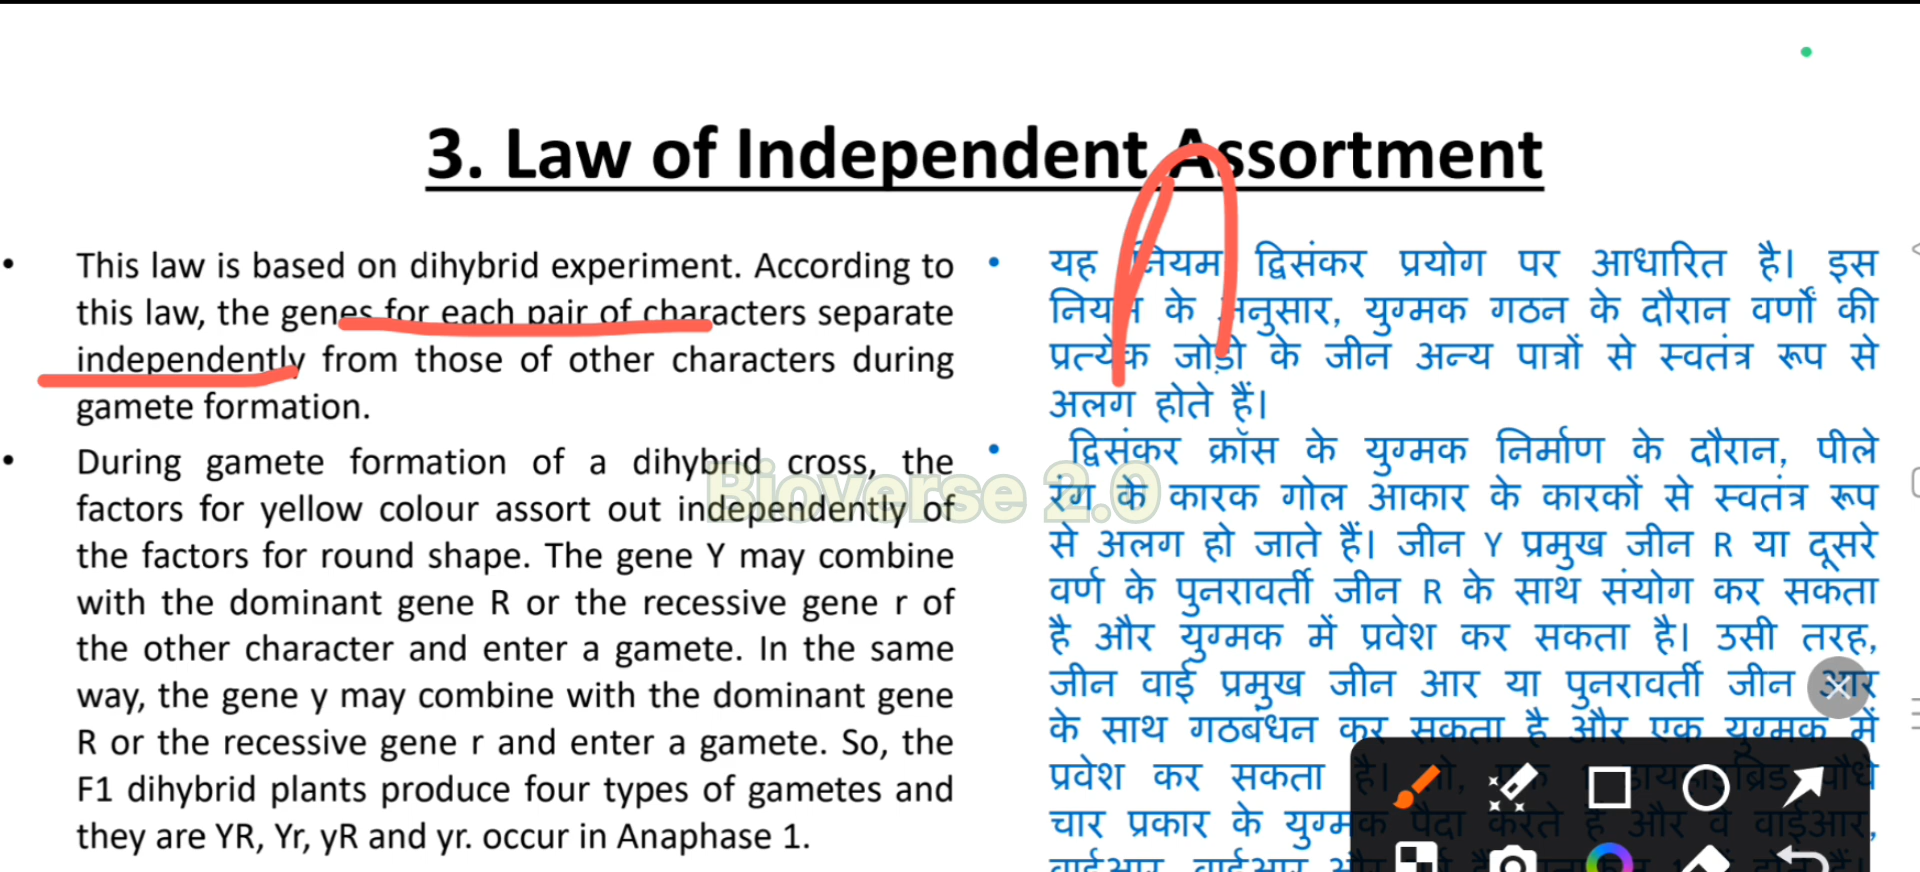 3. Law of Independent Assortment
• This law is based on dihybrid experiment. According to
this law, the genes for each pair of characters separate
independently from those of other characters during
gamete formation.
• During gamete formation of a dihybrid cross, the
factors for yellow colour assort out independently of
the factors for round shape. The gene Y may combine
with the dominant gene R or the recessive gene r of
the other character and enter a gamete. In the same
way, the gene y may combine with the dominant gene
R or the recessive gene r and enter a gamete. So, the
F1 dihybrid plants produce four types of gametes and
they are YR, Yr, yR and yr. occur in Anaphase 1.
• यह नियम द्विसंकर प्रयोग पर आधारित है। इस
नियम के अनुसार, युग्मक गठन के दौरान वर्णों की
प्रत्येक जोड़ी के जीन अन्य पात्रों से स्वतंत्र रूप से
अलग होते हैं।
• द्विसंकर क्रॉस के युग्मक निर्माण के दौरान, पीले
रंग के कारक गोल आकार के कारकों से स्वतंत्र रूप
से अलग हो जाते हैं। जीन Y प्रमुख जीन R या दूसरे
वर्ण के पुनरावर्ती जीन R के साथ संयोग कर सकता
है और युग्मक में प्रवेश कर सकता है। उसी तरह,
जीन वाई प्रमुख जीन आर या पुनरावर्ती जीन आर
के साथ गठबंधन कर सकता है और एक युग्मक में
प्रवेश कर सकता है। पौधे
चार प्रकार के युग्मक पैदा करते हैं और वे वाईआर,
Bioverse 2.0